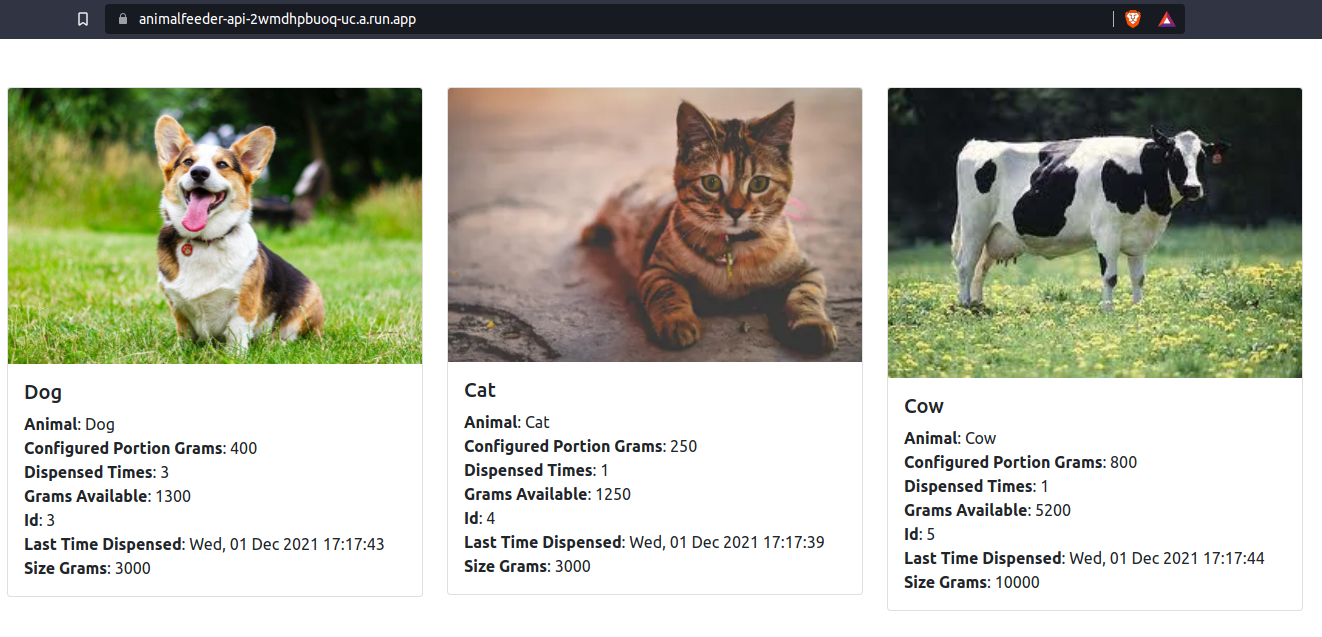 animalfeeder-api-2wmdhpbuoq-uc.a.run.app
Dog
Animal: Dog
Configured Portion Grams: 400
Dispensed Times: 3
Grams Available: 1300
Id: 3
Last Time Dispensed: Wed, 01 Dec 2021 17:17:43
Size Grams: 3000
Cat
Animal: Cat
Configured Portion Grams: 250
Dispensed Times: 1
Grams Available: 1250
Id: 4
Last Time Dispensed: Wed, 01 Dec 2021 17:17:39
Size Grams: 3000
Cow
Animal: Cow
Configured Portion Grams: 800
Dispensed Times: 1
Grams Available: 5200
Id: 5
Last Time Dispensed: Wed, 01 Dec 2021 17:17:44
Size Grams: 10000